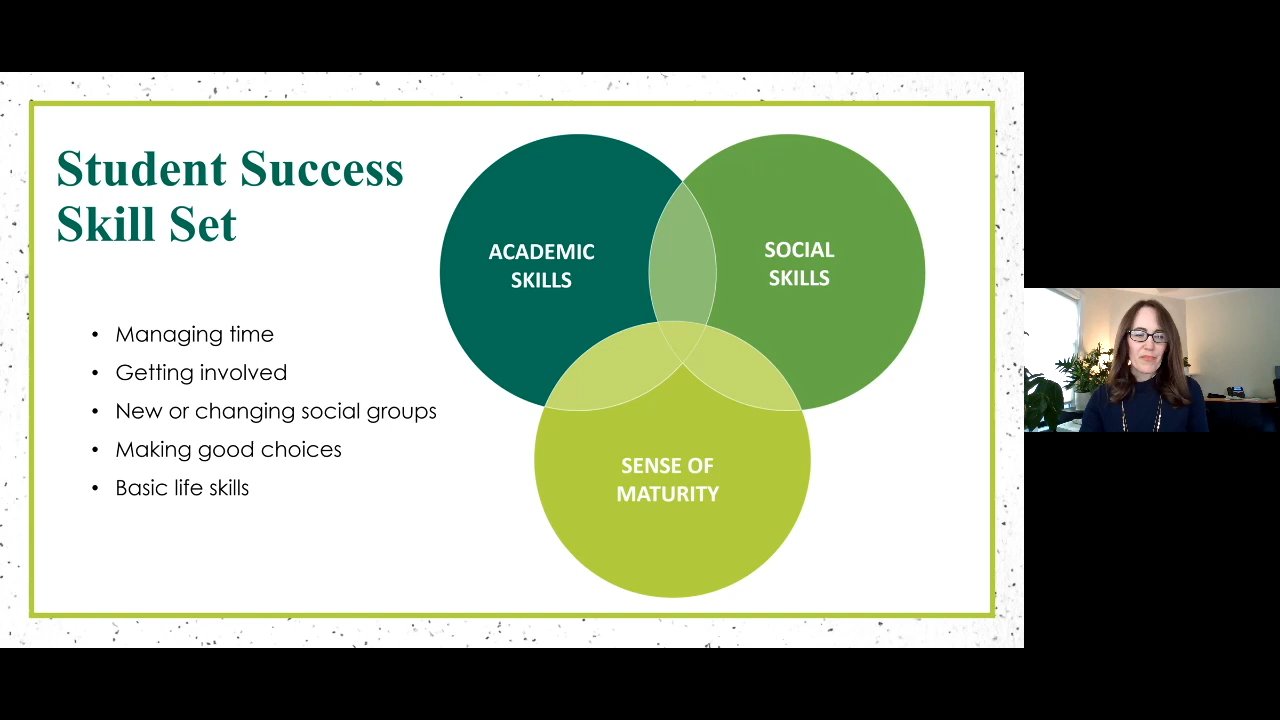 Student Success
Skill Set
• Managing time
• Getting involved
• New or changing social groups
• Making good choices
• Basic life skills
ACADEMIC
SKILLS
SOCIAL
SKILLS
SENSE OF
MATURITY